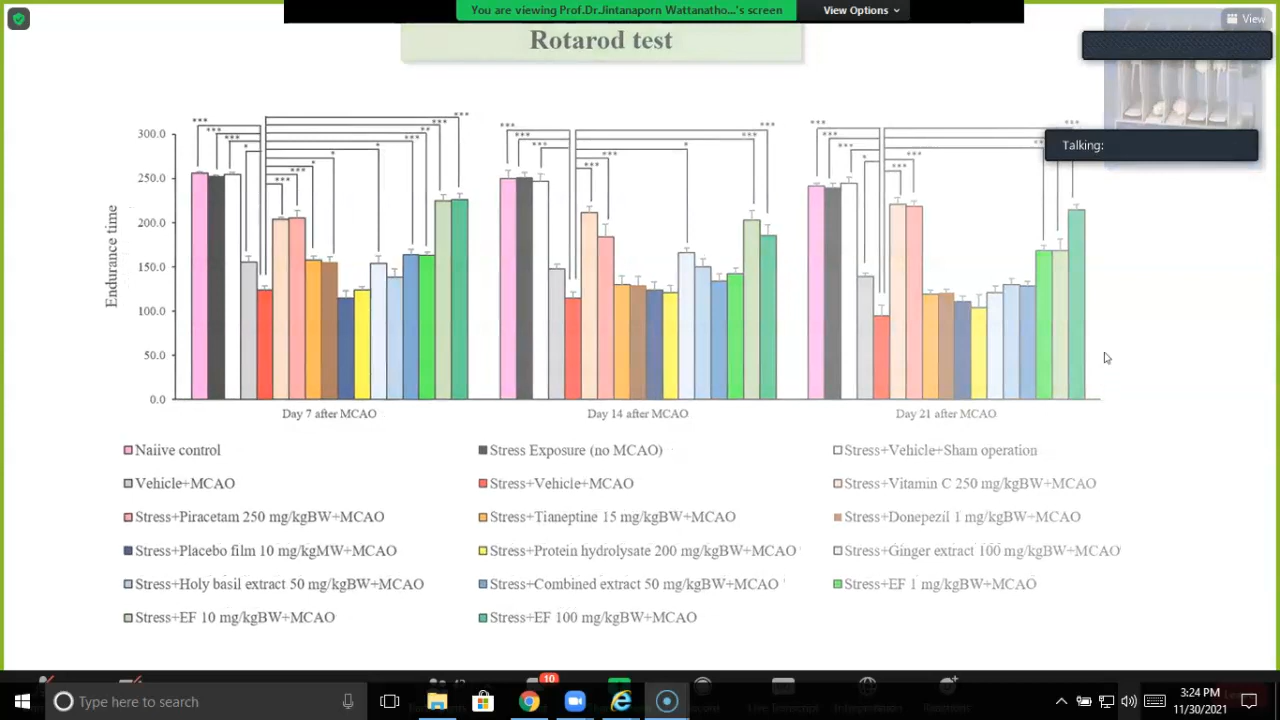 You are viewing Prof.Dr.Jintanaporn Wattanatho...'s screen
View Options
View
Rotarod test
Talking:
***
***
***
*
***
***
*
*
*
***
**
***
***
***
***
***
***
***
*
***
***
***
***
***
*
***
***
***
300.0
250.0
200.0
150.0
100.0
50.0
0.0
Endurance time
Day 7 after MCAO
Day 14 after MCAO
Day 21 after MCAO
Naiive control
Stress Exposure (no MCAO)
Stress+Vehicle+Sham operation
Vehicle+MCAO
Stress+Vehicle+MCAO
Stress+Vitamin C 250 mg/kgBW+MCAO
Stress+Piracetam 250 mg/kgBW+MCAO
Stress+Tianeptine 15 mg/kgBW+MCAO
Stress+Donepezil 1 mg/kgBW+MCAO
Stress+Placebo film 10 mg/kgMW+MCAO
Stress+Protein hydrolysate 200 mg/kgBW+MCAO
Stress+Ginger extract 100 mg/kgBW+MCAO
Stress+Holy basil extract 50 mg/kgBW+MCAO
Stress+Combined extract 50 mg/kgBW+MCAO
Stress+EF 1 mg/kgBW+MCAO
Stress+EF 10 mg/kgBW+MCAO
Stress+EF 100 mg/kgBW+MCAO
Type here to search
10
3:24 PM
11/30/2021